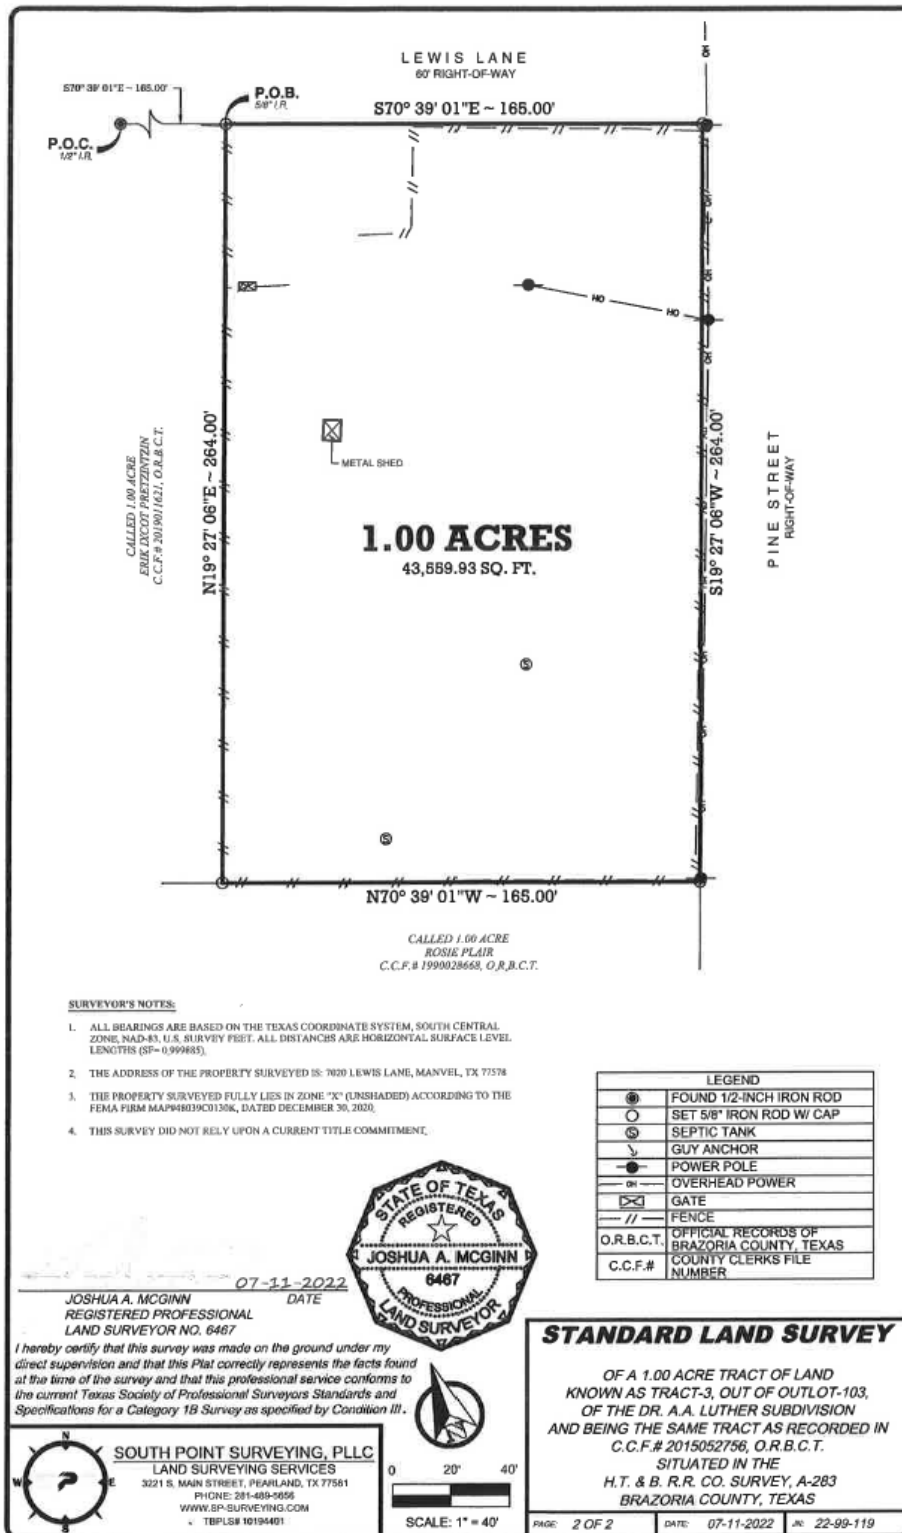 LEWIS LANE
60' RIGHT-OF-WAY
S70° 39' 01"E ~ 165.00'
P.O.B.
5/8" I.R.
S70° 39' 01"E ~ 165.00'
P.O.C.
1/2" I.R.
OH
OH
OH
OH
HO
HO
METAL SHED
CALLED 1.00 ACRE
C.C.F.# 2019011621, O.R.B.C.T.
N19° 27' 06"E ~ 264.00'
1.00 ACRES
43,559.93 SQ. FT.
S19° 27' 06"W ~ 264.00'
PINE STREET
RIGHT-OF-WAY
S
S
N70° 39' 01"W ~ 165.00'
CALLED 1.00 ACRE
ROSIE PLAIR
C.C.F.# 1990028668, O.R.B.C.T.
SURVEYOR'S NOTES:
1. ALL BEARINGS ARE BASED ON THE TEXAS COORDINATE SYSTEM, SOUTH CENTRAL
ZONE, NAD-83, U.S. SURVEY FEET. ALL DISTANCES ARE HORIZONTAL SURFACE LEVEL
LENGTHS (SF= 0.999885).
2. THE ADDRESS OF THE PROPERTY SURVEYED IS: 7020 LEWIS LANE, MANVEL, TX 77578
3. THE PROPERTY SURVEYED FULLY LIES IN ZONE "X" (UNSHADED) ACCORDING TO THE
FEMA FIRM MAP#48039C0130K, DATED DECEMBER 30, 2020.
4. THIS SURVEY DID NOT RELY UPON A CURRENT TITLE COMMITMENT.
LEGEND
FOUND 1/2-INCH IRON ROD
SET 5/8" IRON ROD W/ CAP
S SEPTIC TANK
GUY ANCHOR
POWER POLE
OH OVERHEAD POWER
GATE
// FENCE
O.R.B.C.T. OFFICIAL RECORDS OF
BRAZORIA COUNTY, TEXAS
C.C.F.# COUNTY CLERKS FILE
NUMBER
STATE OF TEXAS
REGISTERED
JOSHUA A. MCGINN
6467
PROFESSIONAL
LAND SURVEYOR
07-11-2022
JOSHUA A. MCGINN DATE
REGISTERED PROFESSIONAL
LAND SURVEYOR NO. 6467
I hereby certify that this survey was made on the ground under my
direct supervision and that this Plat correctly represents the facts found
at the time of the survey and that this professional service conforms to
the current Texas Society of Professional Surveyors Standards and
Specifications for a Category 1B Survey as specified by Condition III.
N
W
E
S
SOUTH POINT SURVEYING, PLLC
LAND SURVEYING SERVICES
3221 S. MAIN STREET, PEARLAND, TX 77581
PHONE: 281-489-5656
WWW.SP-SURVEYING.COM
TBPLS# 10194401
0 20' 40'
SCALE: 1" = 40'
STANDARD LAND SURVEY
OF A 1.00 ACRE TRACT OF LAND
KNOWN AS TRACT-3, OUT OF OUTLOT-103,
OF THE DR. A.A. LUTHER SUBDIVISION
AND BEING THE SAME TRACT AS RECORDED IN
C.C.F.# 2015052756, O.R.B.C.T.
SITUATED IN THE
H.T. & B. R.R. CO. SURVEY, A-283
BRAZORIA COUNTY, TEXAS
PAGE: 2 OF 2 DATE: 07-11-2022 JN: 22-99-119